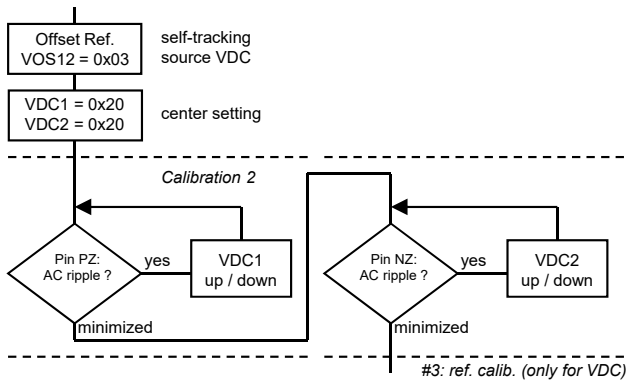 Offset Ref.
VOS12 = 0x03
self-tracking
source VDC
VDC1 = 0x20
VDC2 = 0x20
center setting
Calibration 2
Pin PZ:
AC ripple ?
yes
VDC1
up / down
minimized
Pin NZ:
AC ripple ?
yes
VDC2
up / down
minimized
#3: ref. calib. (only for VDC)